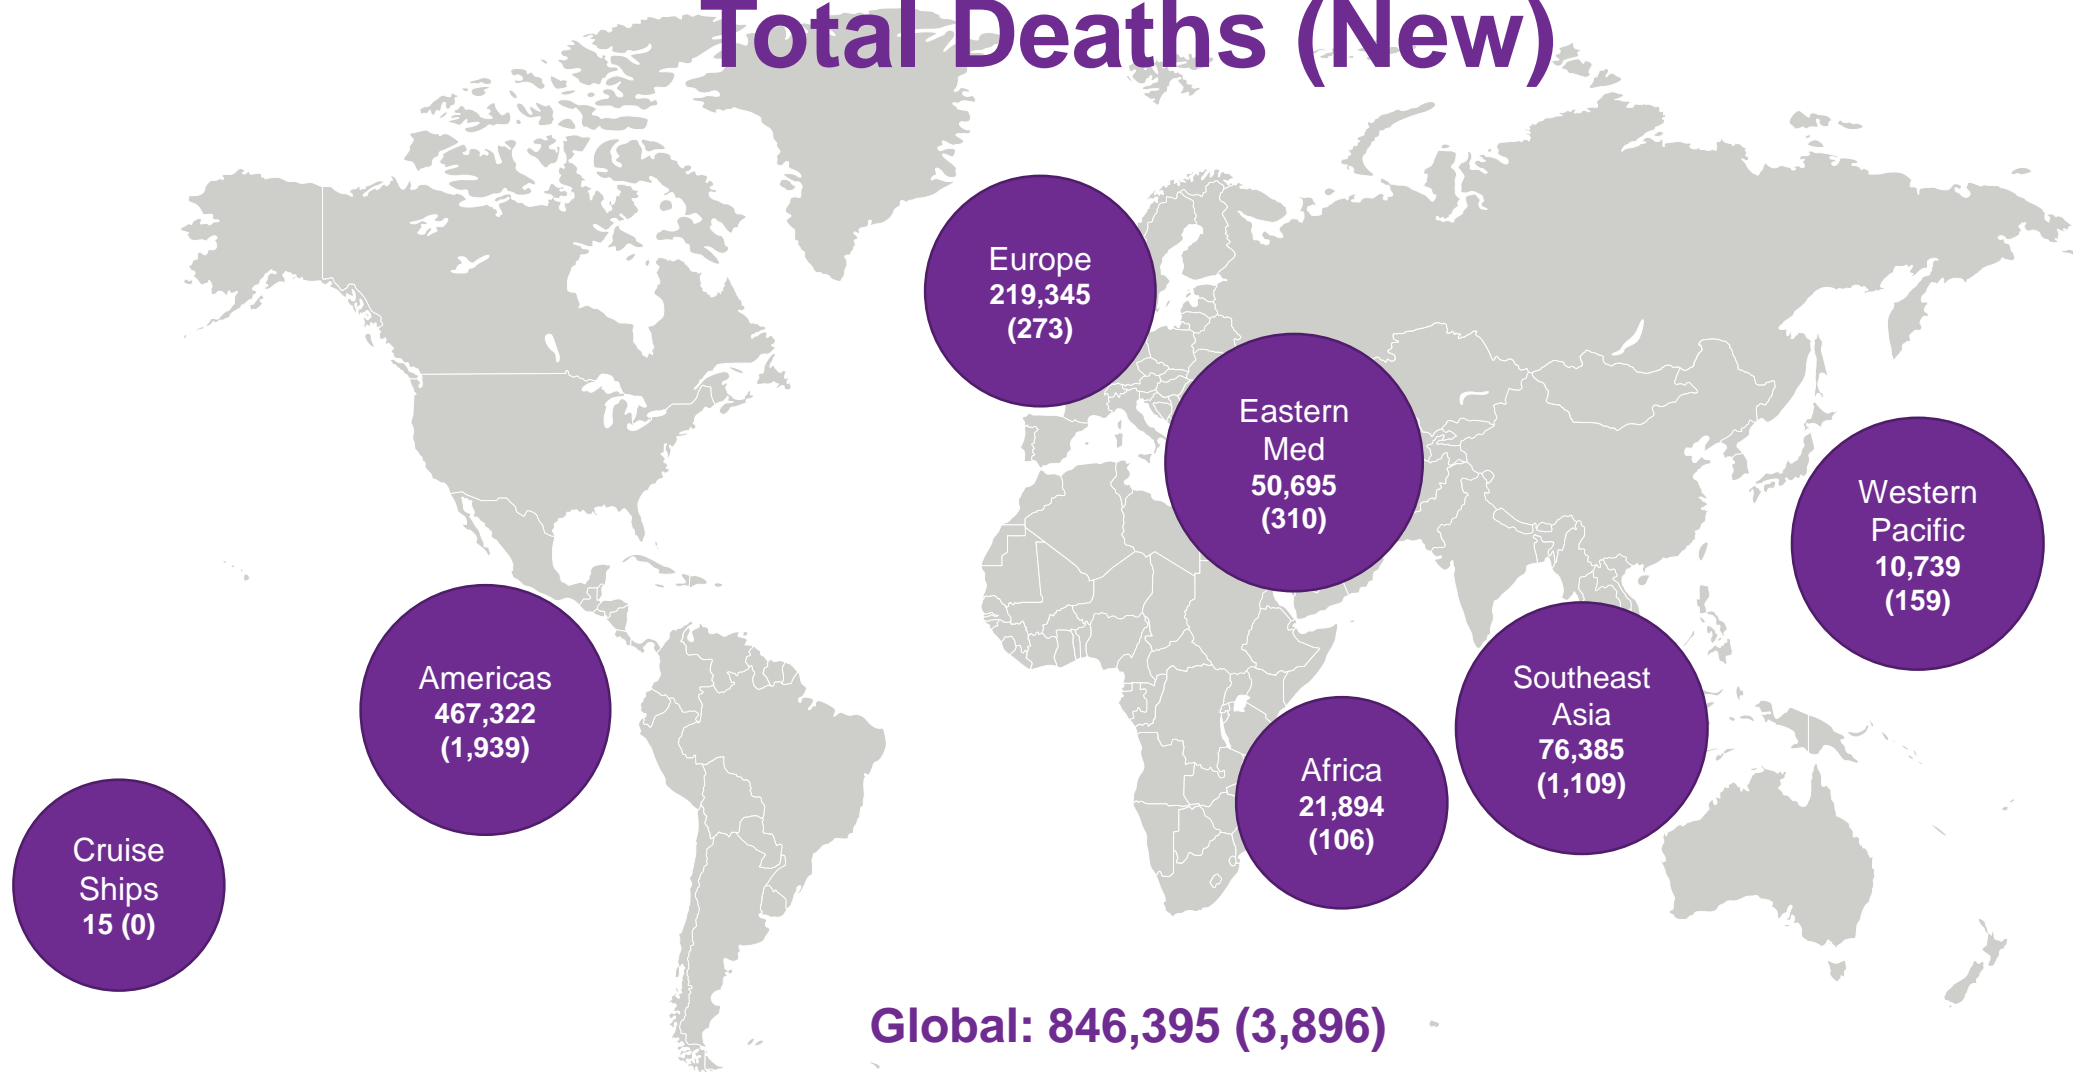 Total Deaths (New)
Europe
219,345
(273)
Eastern
Med
50,695
(310)
Western
Pacific
10,739
(159)
Americas
467,322
(1,939)
Southeast
Asia
76,385
(1,109)
Africa
21,894
(106)
Cruise
Ships
15 (0)
Global: 846,395 (3,896)